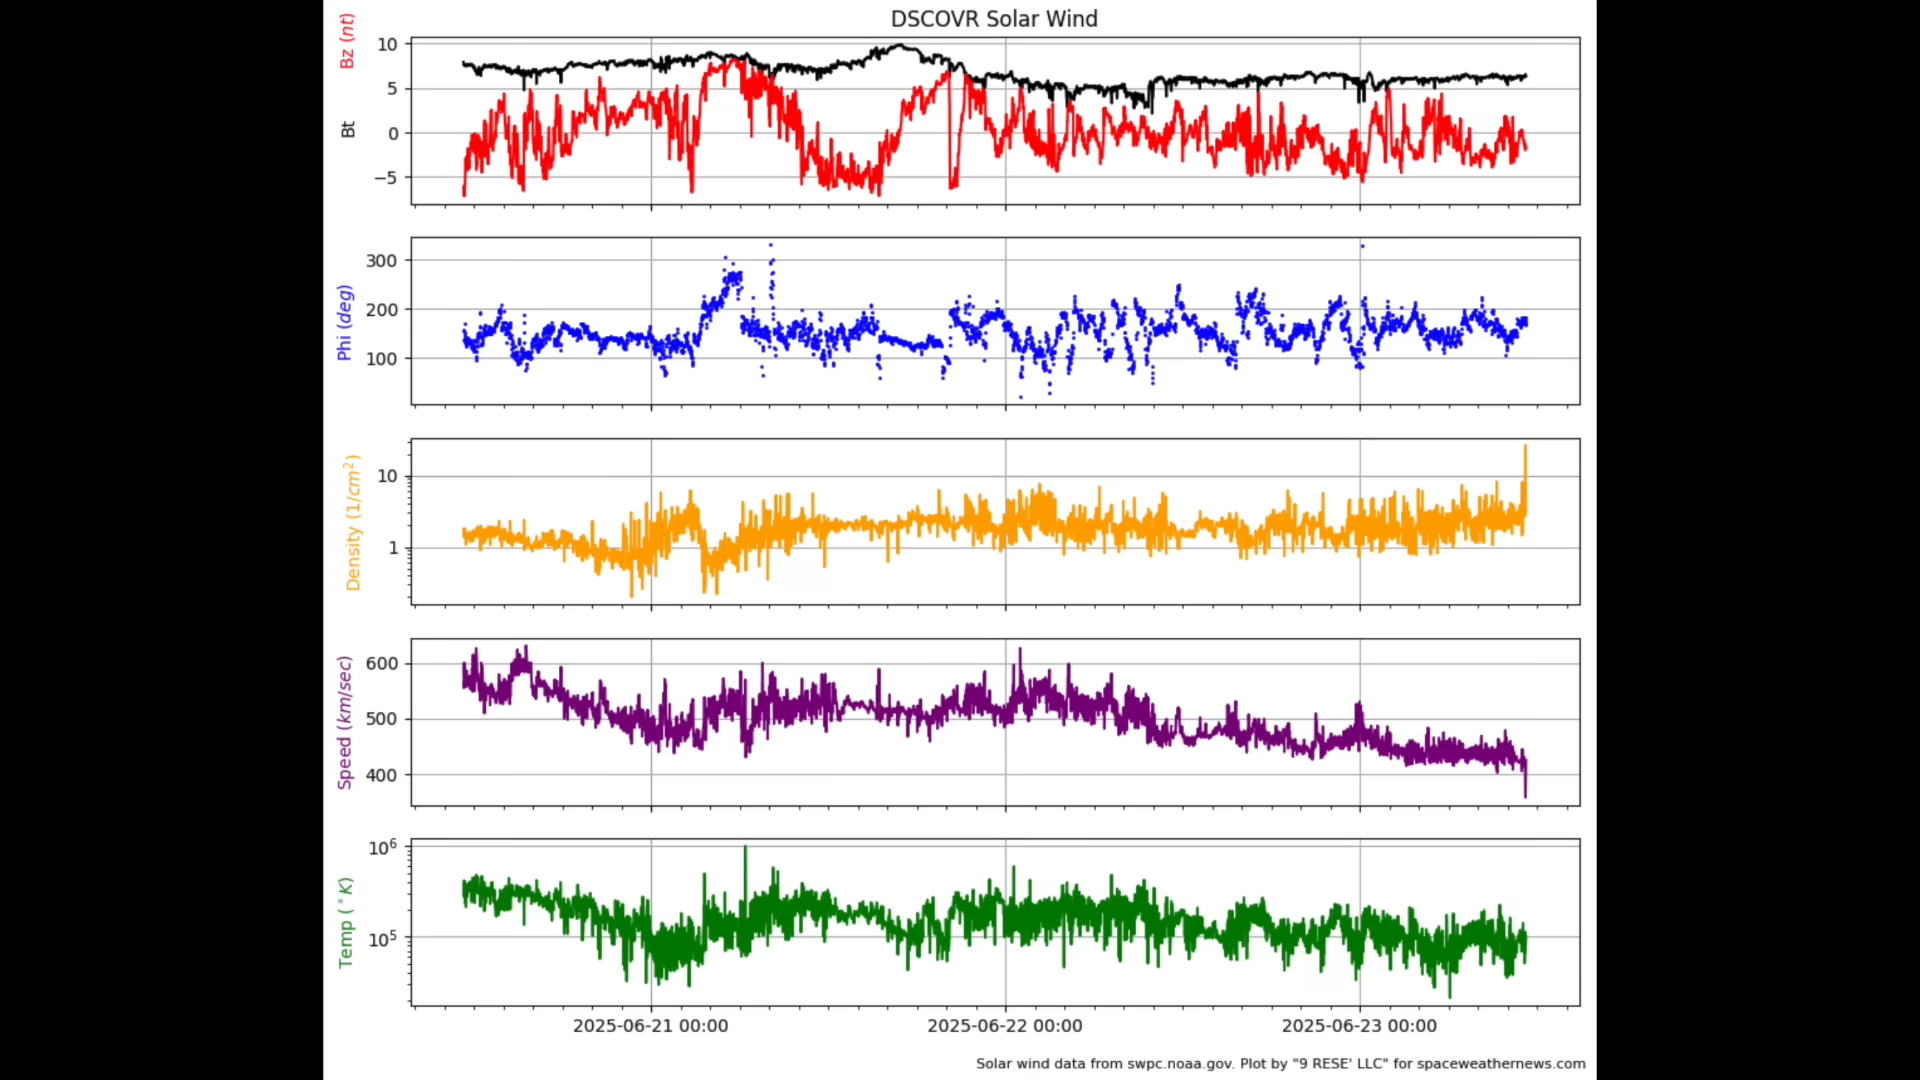 DSCOVR Solar Wind
Bz (nt)
Bt
10
5
0
−5
Phi (deg)
300
200
100
Density (1/cm²)
10
1
Speed (km/sec)
600
500
400
Temp (°K)
10⁶
10⁵
2025-06-21 00:00 2025-06-22 00:00 2025-06-23 00:00
Solar wind data from swpc.noaa.gov. Plot by "9 RESE' LLC" for spaceweathernews.com